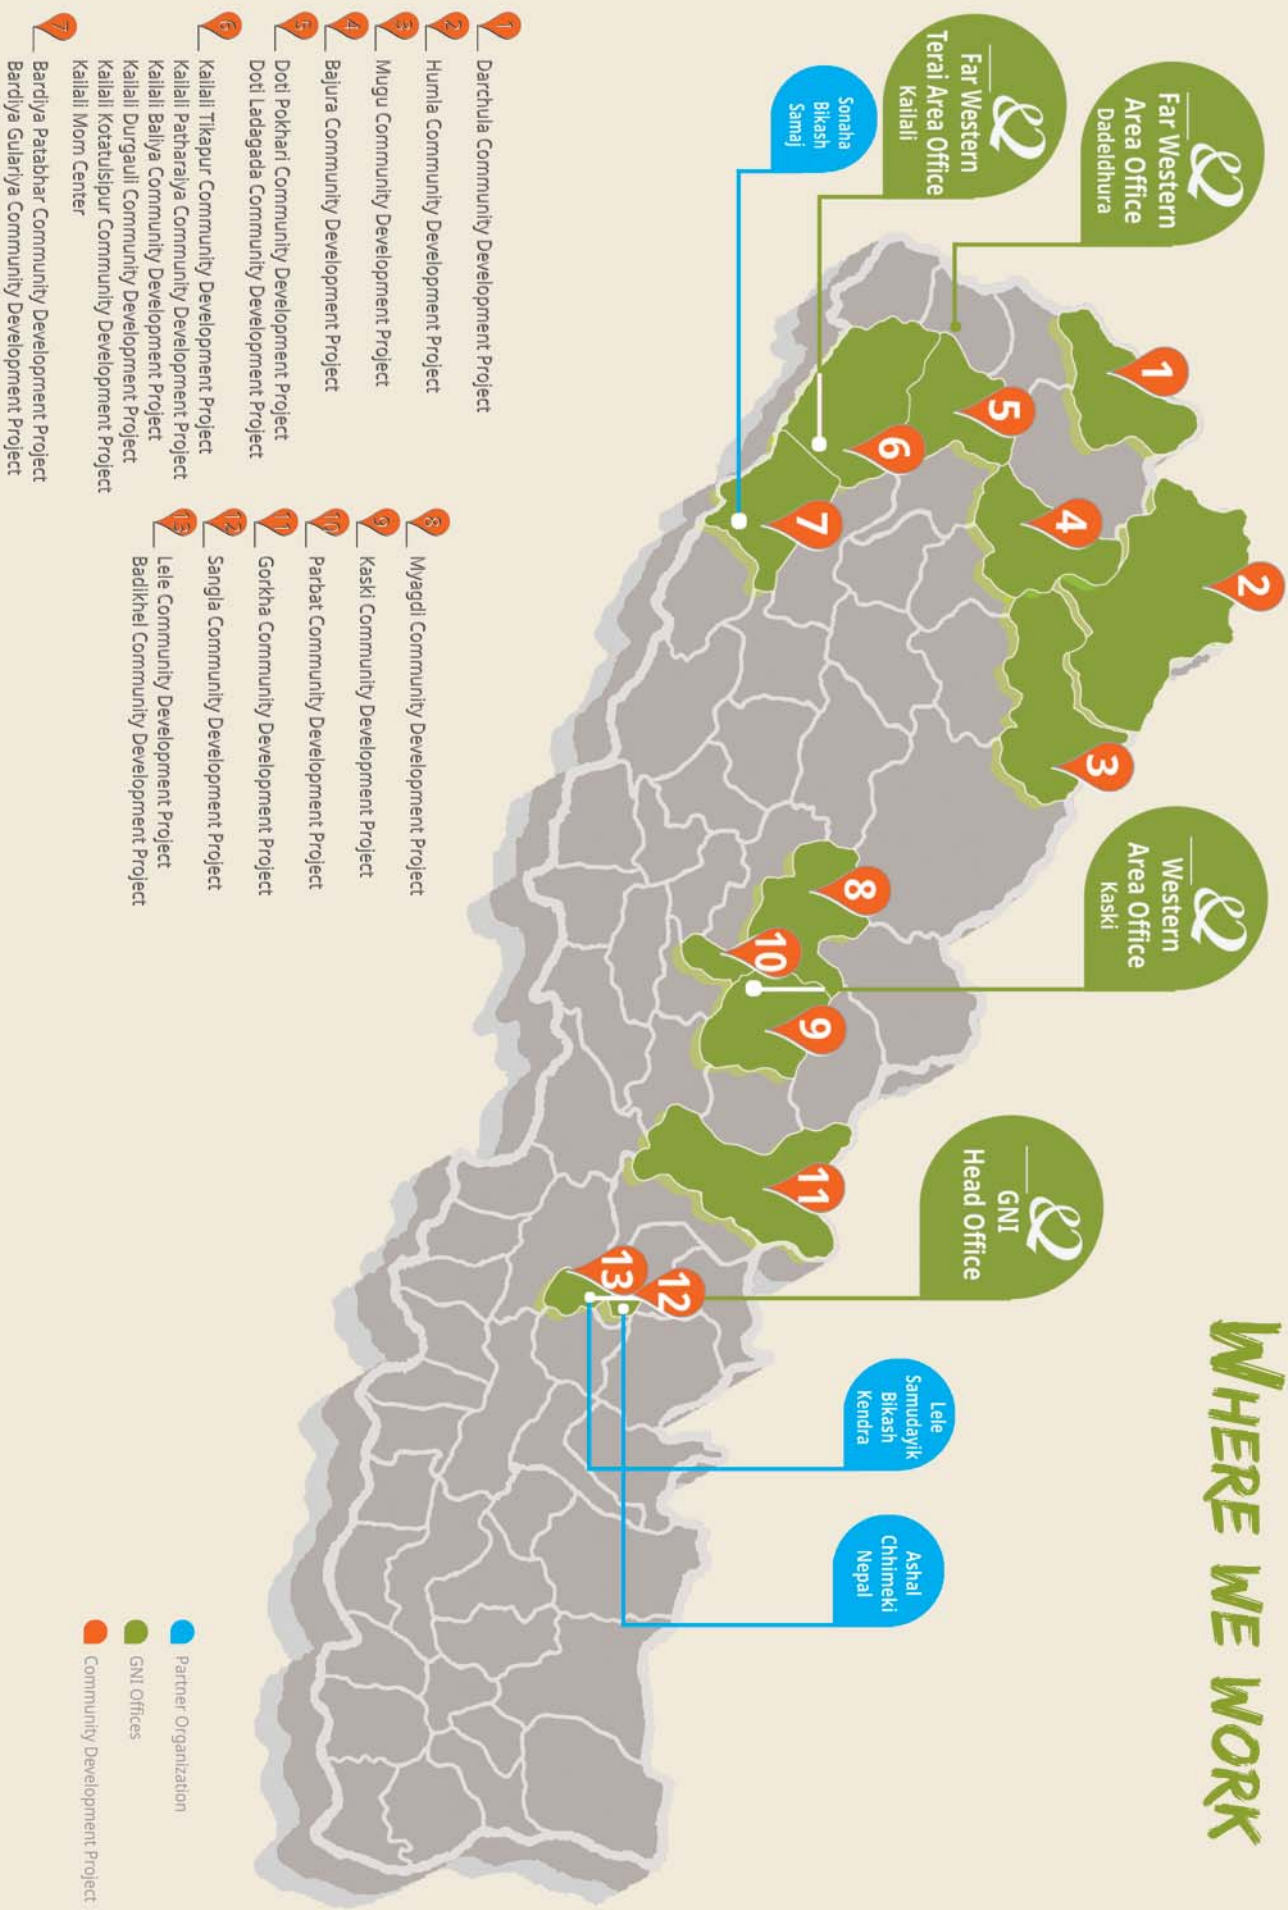 WHERE WE WORK
Far Western
Area Office
Dadeldhura
Far Western
Terai Area Office
Kailali
Sonaha
Bikash
Samaj
Western
Area Office
Kaski
GNI
Head Office
Lele
Samudayik
Bikash
Kendra
Ashal
Chhimeki
Nepal
1
2
3
4
5
6
7
8
9
10
11
12
13
1 Darchula Community Development Project
2 Humla Community Development Project
3 Mugu Community Development Project
4 Bajura Community Development Project
5 Doti Pokhari Community Development Project
Doti Ladagada Community Development Project
6 Kailali Tikapur Community Development Project
Kailali Patharaiya Community Development Project
Kailali Baliya Community Development Project
Kailali Durgauli Community Development Project
Kailali Kotatulsipur Community Development Project
Kailali Mom Center
7 Bardiya Patabhar Community Development Project
Bardiya Gulariya Community Development Project
8 Myagdi Community Development Project
9 Kaski Community Development Project
10 Parbat Community Development Project
11 Gorkha Community Development Project
12 Sangla Community Development Project
13 Lele Community Development Project
Badikhel Community Development Project
Partner Organization
GNI Offices
Community Development Project